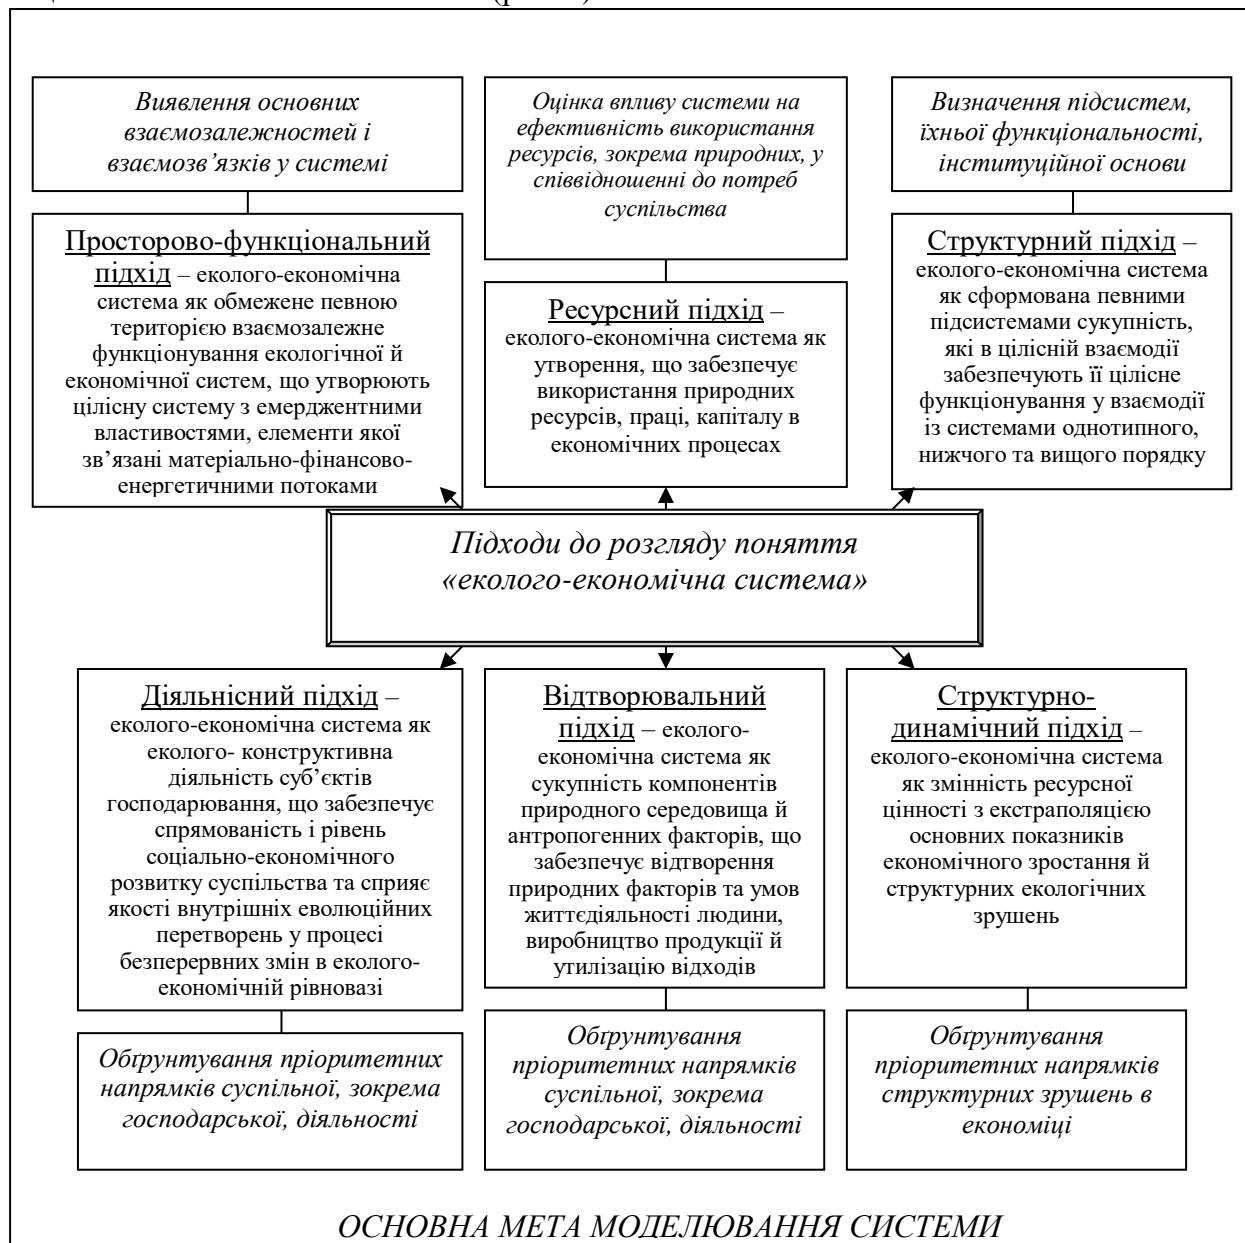 Виявлення основних
взаємозалежностей і
взаємозв’язків у системі
Оцінка впливу системи на
ефективність використання
ресурсів, зокрема природних, у
співвідношенні до потреб
суспільства
Визначення підсистем,
їхньої функціональності,
інституційної основи
Просторово-функціональний
підхід – еколого-економічна
система як обмежене певною
територією взаємозалежне
функціонування екологічної й
економічної систем, що утворюють
цілісну систему з емерджентними
властивостями, елементи якої
зв’язані матеріально-фінансово-
енергетичними потоками
Ресурсний підхід –
еколого-економічна система як
утворення, що забезпечує
використання природних
ресурсів, праці, капіталу в
економічних процесах
Структурний підхід –
еколого-економічна система
як сформована певними
підсистемами сукупність,
які в цілісній взаємодії
забезпечують її цілісне
функціонування у взаємодії
із системами однотипного,
нижчого та вищого порядку
Підходи до розгляду поняття
«еколого-економічна система»
Діяльнісний підхід –
еколого-економічна система як
еколого- конструктивна
діяльність суб’єктів
господарювання, що забезпечує
спрямованість і рівень
соціально-економічного
розвитку суспільства та сприяє
якості внутрішніх еволюційних
перетворень у процесі
безперервних змін в еколого-
економічній рівновазі
Відтворювальний
підхід – еколого-
економічна система як
сукупність компонентів
природного середовища й
антропогенних факторів, що
забезпечує відтворення
природних факторів та умов
життєдіяльності людини,
виробництво продукції й
утилізацію відходів
Структурно-
динамічний підхід –
еколого-економічна система
як змінність ресурсної
цінності з екстраполяцією
основних показників
економічного зростання й
структурних екологічних
зрушень
Обґрунтування пріоритетних
напрямків суспільної, зокрема
господарської, діяльності
Обґрунтування
пріоритетних напрямків
суспільної, зокрема
господарської, діяльності
Обґрунтування
пріоритетних напрямків
структурних зрушень в
економіці
ОСНОВНА МЕТА МОДЕЛЮВАННЯ СИСТЕМИ